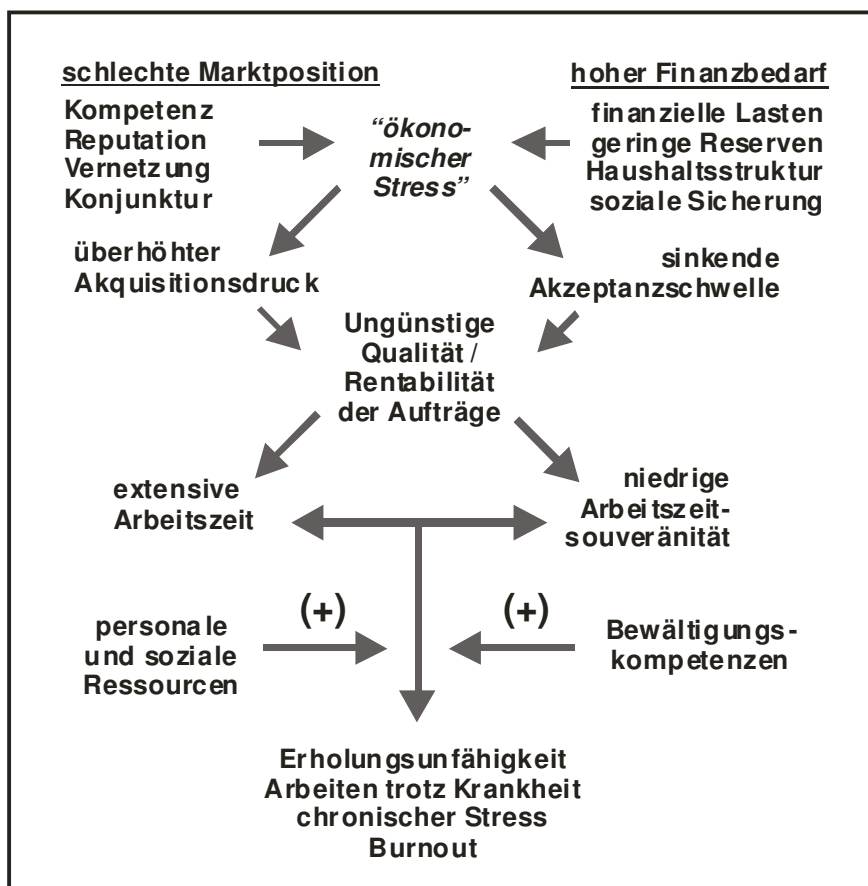 schlechte Marktposition
Kompetenz
Reputation
Vernetzung
Konjunktur
“ökono-
mischer
Stress”
hoher Finanzbedarf
finanzielle Lasten
geringe Reserven
Haushaltsstruktur
soziale Sicherung
überhöhter
Akquisitionsdruck
sinkende
Akzeptanzschwelle
Ungünstige
Qualität /
Rentabilität
der Aufträge
extensive
Arbeitszeit
niedrige
Arbeitszeit-
souveränität
personale
und soziale
Ressourcen
(+)
(+)
Bewältigungs-
kompetenzen
Erholungsunfähigkeit
Arbeiten trotz Krankheit
chronischer Stress
Burnout